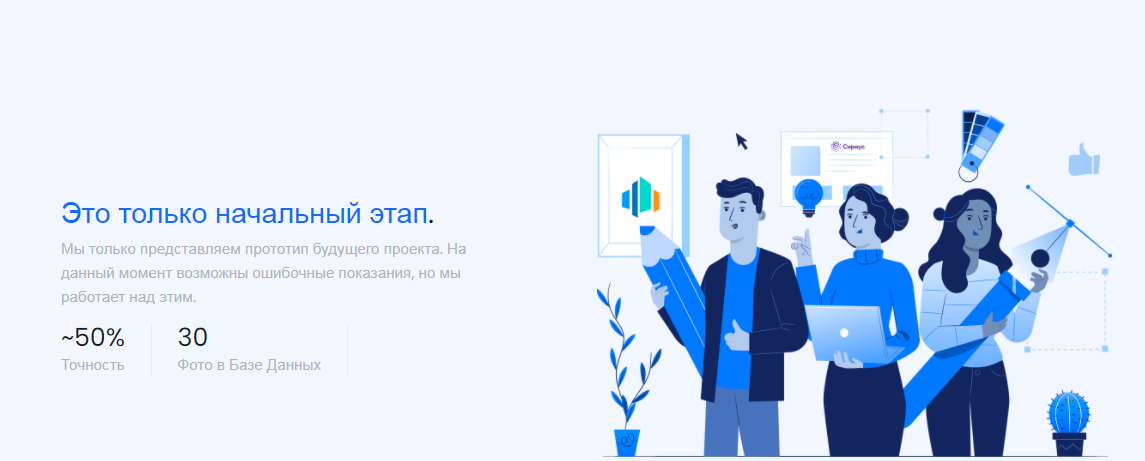 Сириус
Это только начальный этап.
Мы только представляем прототип будущего проекта. На
данный момент возможны ошибочные показания, но мы
работает над этим.
~50%
Точность
30
Фото в Базе Данных